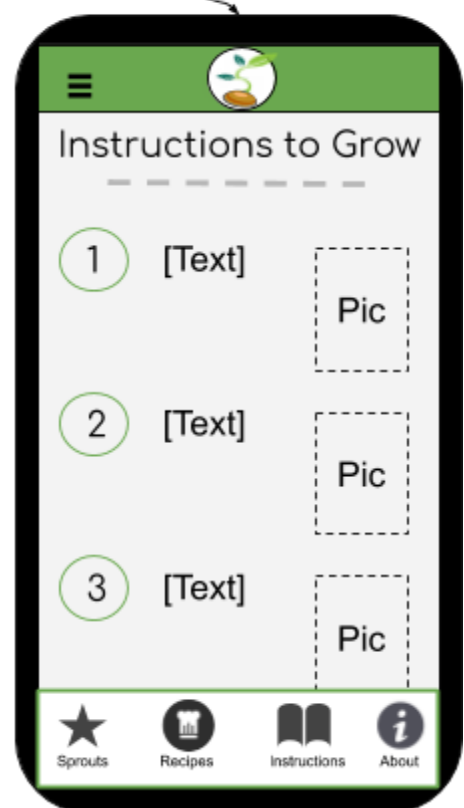 Instructions to Grow
1 [Text]
Pic
2 [Text]
Pic
3 [Text]
Pic
Sprouts Recipes Instructions About